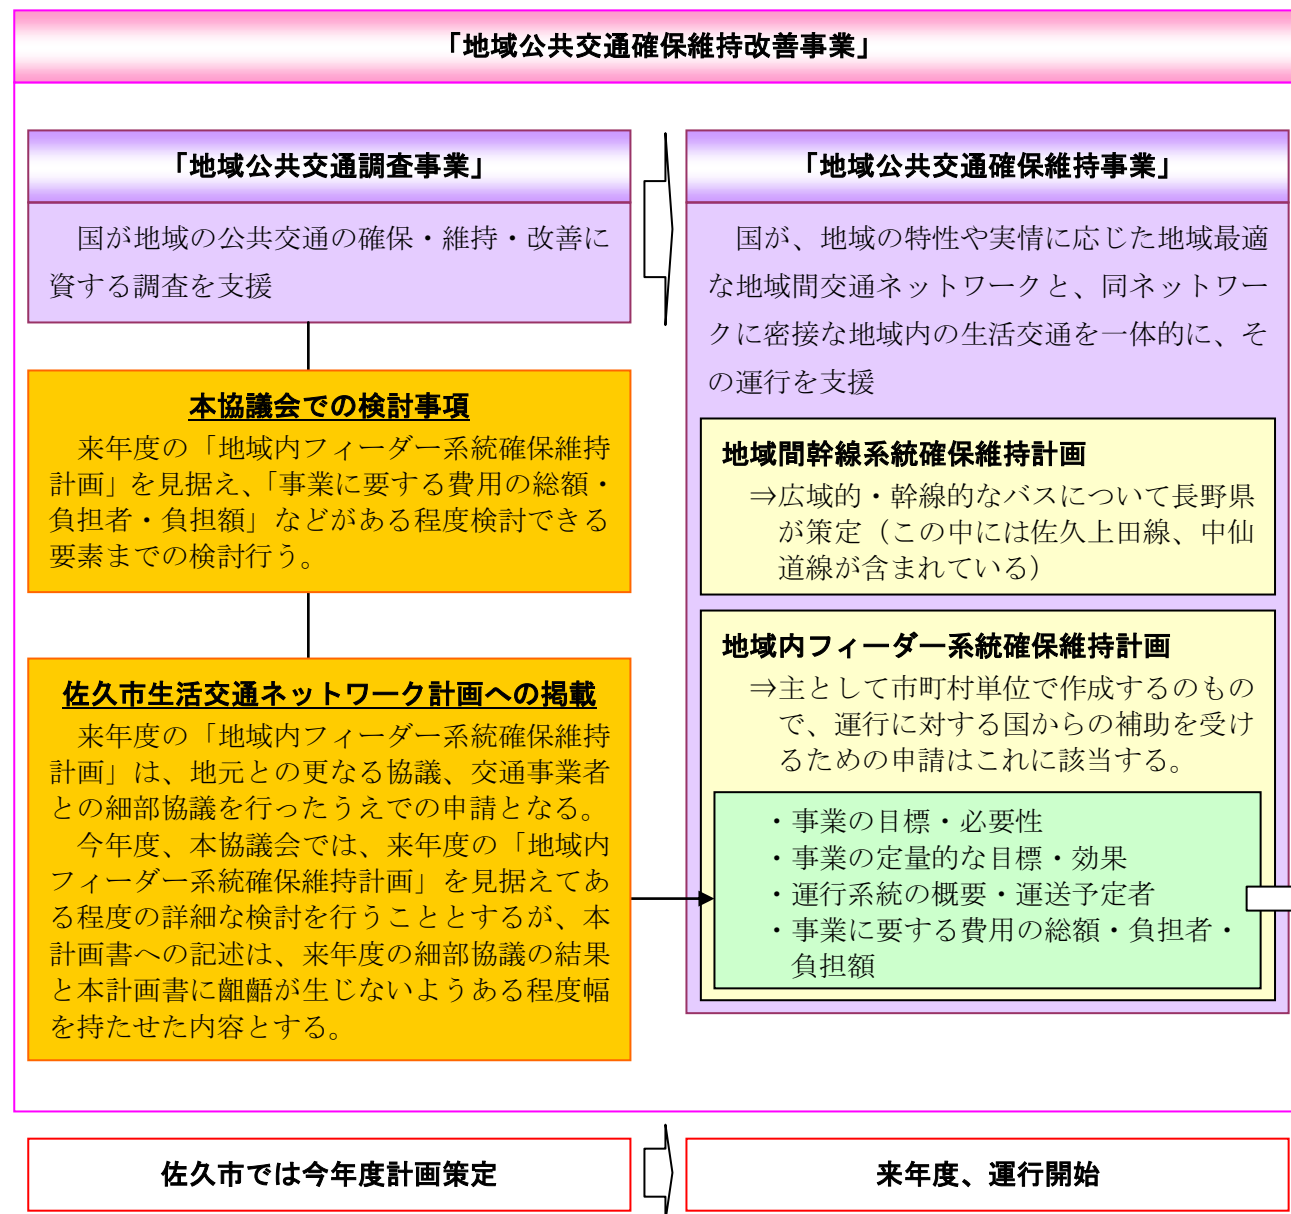 「地域公共交通確保維持改善事業」
「地域公共交通調査事業」
国が地域の公共交通の確保・維持・改善に
資する調査を支援
本協議会での検討事項
来年度の「地域内フィーダー系統確保維持
計画」を見据え、「事業に要する費用の総額・
負担者・負担額」などがある程度検討できる
要素までの検討行う。
佐久市生活交通ネットワーク計画への掲載
来年度の「地域内フィーダー系統確保維持
計画」は、地元との更なる協議、交通事業者
との細部協議を行ったうえでの申請となる。
今年度、本協議会では、来年度の「地域内
フィーダー系統確保維持計画」を見据えてあ
る程度の詳細な検討を行うこととするが、本
計画書への記述は、来年度の細部協議の結果
と本計画書に齟齬が生じないようある程度幅
を持たせた内容とする。
「地域公共交通確保維持事業」
国が、地域の特性や実情に応じた地域最適
な地域間交通ネットワークと、同ネットワー
クに密接な地域内の生活交通を一体的に、そ
の運行を支援
地域間幹線系統確保維持計画
⇒広域的・幹線的なバスについて長野県
が策定（この中には佐久上田線、中仙
道線が含まれている）
地域内フィーダー系統確保維持計画
⇒主として市町村単位で作成するのもの
で、運行に対する国からの補助を受け
るための申請はこれに該当する。
・事業の目標・必要性
・事業の定量的な目標・効果
・運行系統の概要・運送予定者
・事業に要する費用の総額・負担者・
負担額
佐久市では今年度計画策定
来年度、運行開始